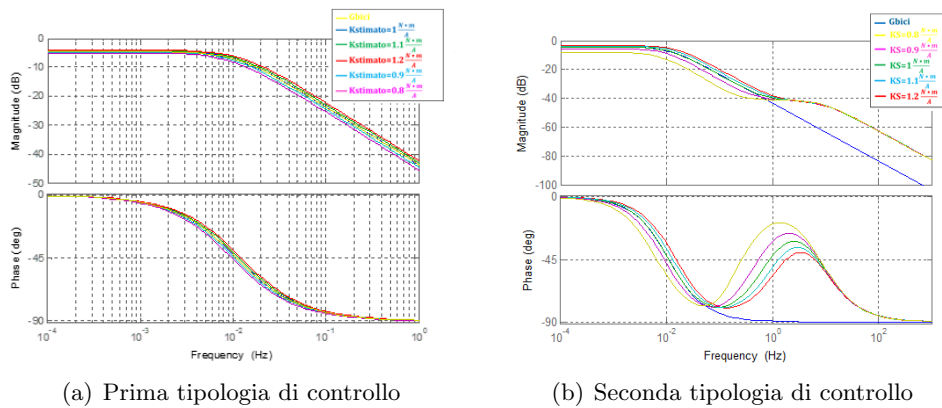 Gbici
Kstimato=1 N*m/A
Kstimato=1.1 N*m/A
Kstimato=1.2 N*m/A
Kstimato=0.9 N*m/A
Kstimato=0.8 N*m/A
Magnitude (dB)
0
-10
-20
-30
-40
-50
Phase (deg)
0
-45
-90
10^-4
10^-3
10^-2
10^-1
10^0
Frequency (Hz)
(a) Prima tipologia di controllo
Gbici
KS=0.8 N*m/A
KS=0.9 N*m/A
KS=1 N*m/A
KS=1.1 N*m/A
KS=1.2 N*m/A
Magnitude (dB)
0
-20
-40
-60
-80
-100
Phase (deg)
0
-45
-90
10^-4
10^-2
10^0
10^2
Frequency (Hz)
(b) Seconda tipologia di controllo